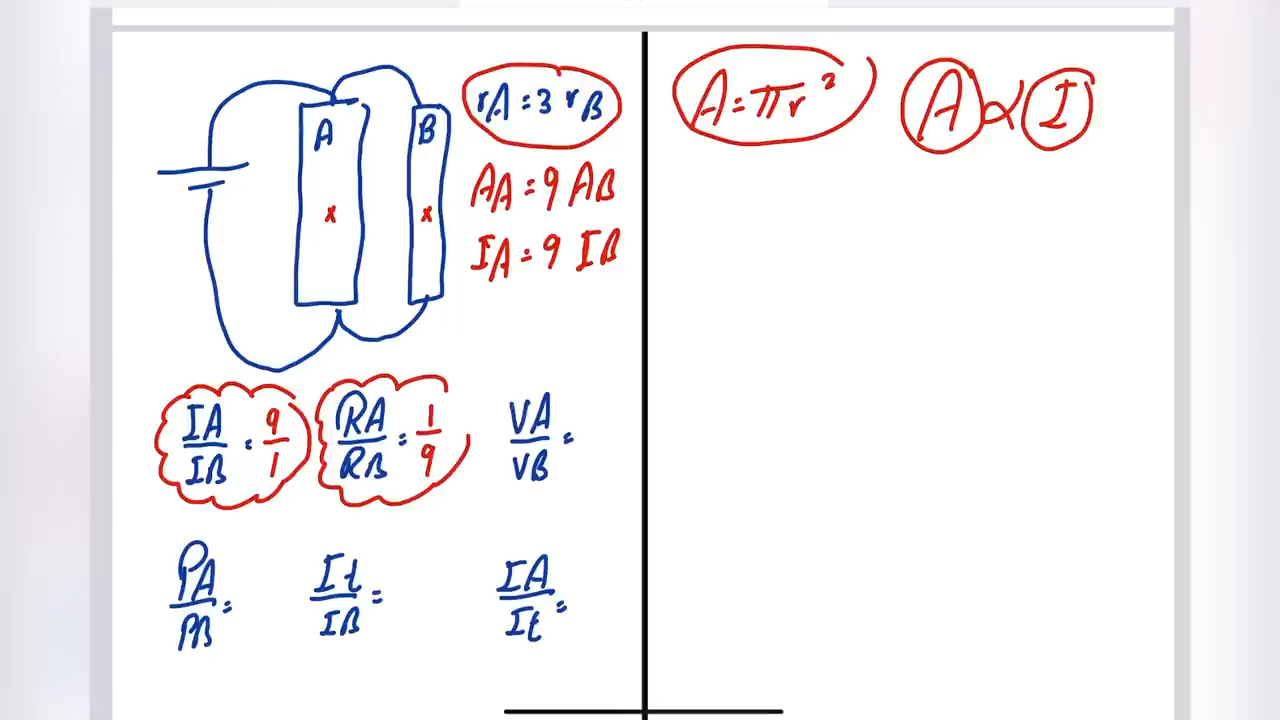 A
x
B
x
rA = 3 rB
AA = 9 AB
IA = 9 IB
IA/IB = 9/1
RA/RB = 1/9
VA/VB =
PA/PB =
It/IB =
IA/It =
A = πr²
A ∝ I